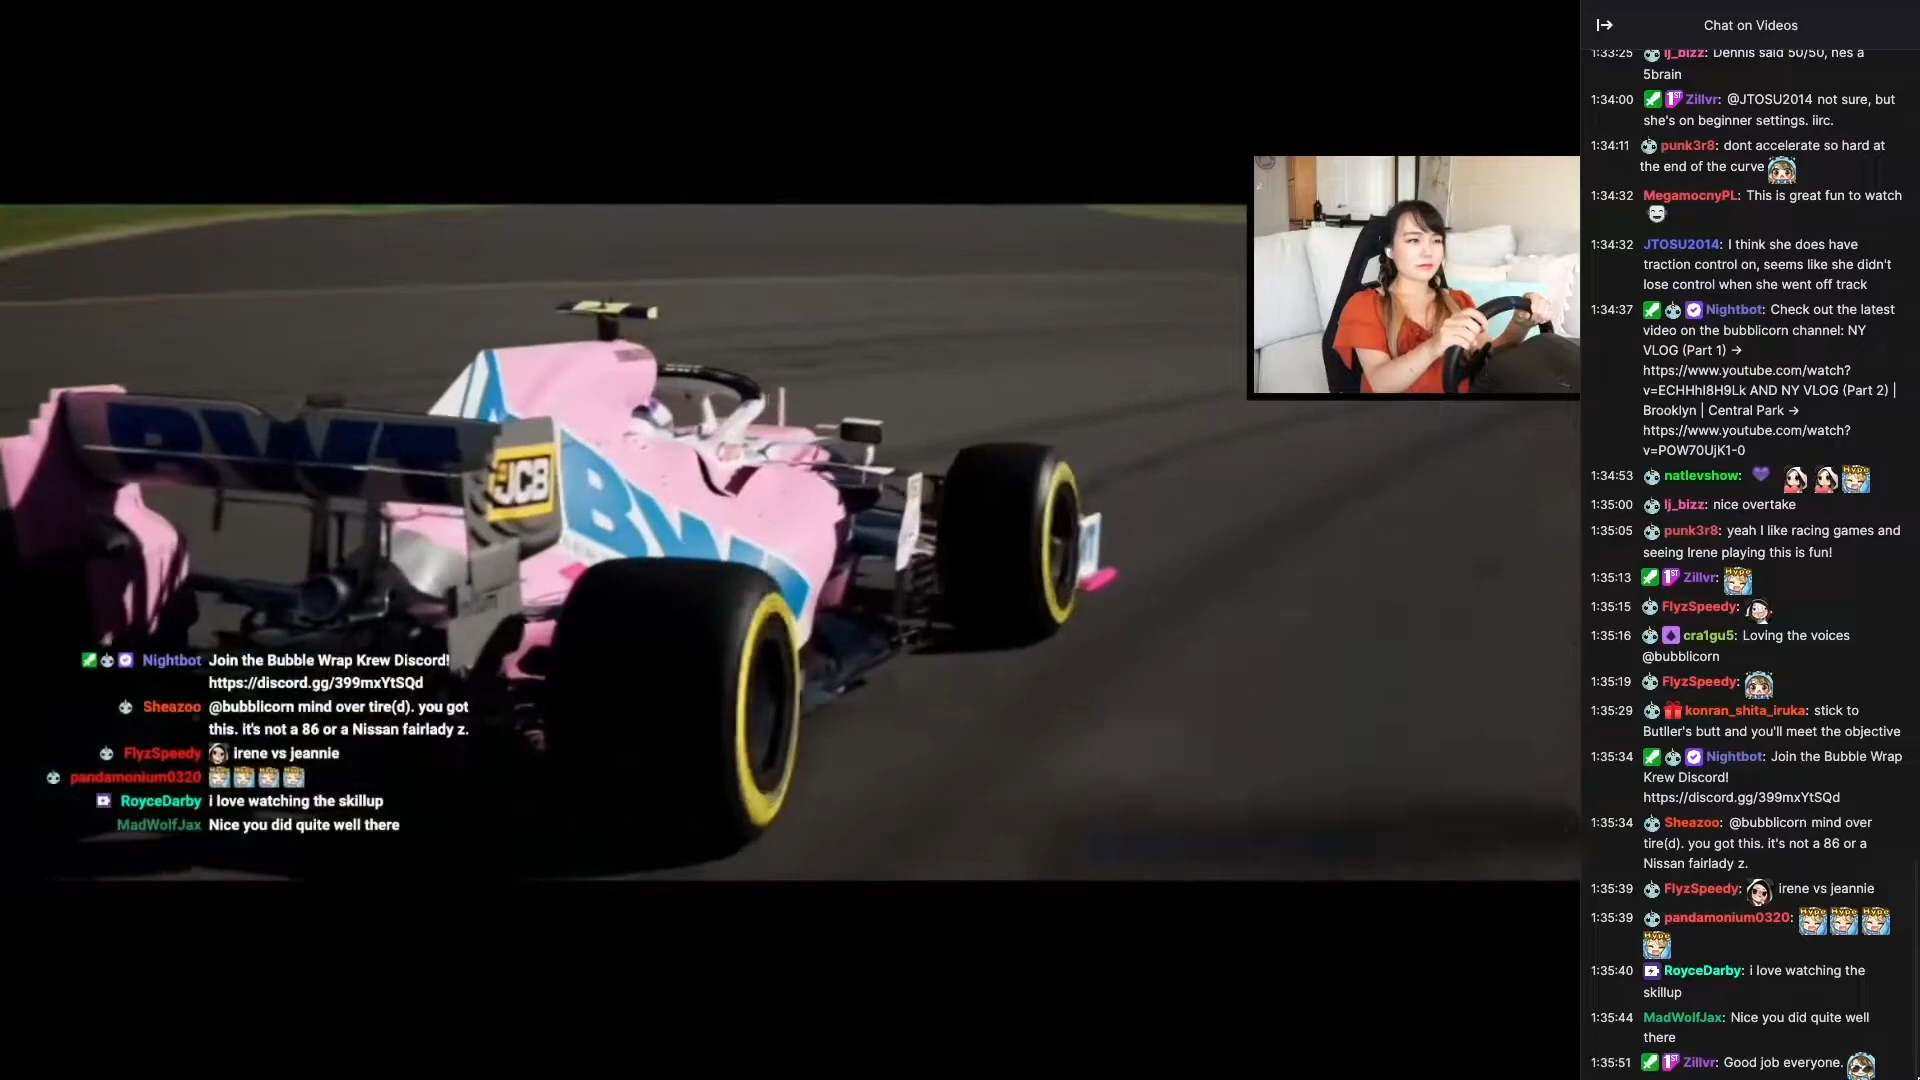 BWT
JCB
BWT
Nightbot Join the Bubble Wrap Krew Discord!
https://discord.gg/399mxYtSQd
Sheazoo @bubblicorn mind over tire(d). you got
this. it's not a 86 or a Nissan fairlady z.
FlyzSpeedy irene vs jeannie
pandamonium0320
RoyceDarby i love watching the skillup
MadWolfJax Nice you did quite well there
Chat on Videos
1:33:25 lj_bizz: Dennis said 50/50, hes a
5brain
1:34:00 Zillvr: @JTOSU2014 not sure, but
she's on beginner settings. iirc.
1:34:11 punk3r8: dont accelerate so hard at
the end of the curve
1:34:32 MegamocnyPL: This is great fun to watch
1:34:32 JTOSU2014: I think she does have
traction control on, seems like she didn't
lose control when she went off track
1:34:37 Nightbot: Check out the latest
video on the bubblicorn channel: NY
VLOG (Part 1) →
https://www.youtube.com/watch?
v=ECHHhI8H9Lk AND NY VLOG (Part 2) |
Brooklyn | Central Park →
https://www.youtube.com/watch?
v=POW70UjK1-0
1:34:53 natlevshow:
1:35:00 lj_bizz: nice overtake
1:35:05 punk3r8: yeah I like racing games and
seeing Irene playing this is fun!
1:35:13 Zillvr:
1:35:15 FlyzSpeedy:
1:35:16 cra1gu5: Loving the voices
@bubblicorn
1:35:19 FlyzSpeedy:
1:35:29 konran_shita_iruka: stick to
Butller's butt and you'll meet the objective
1:35:34 Nightbot: Join the Bubble Wrap
Krew Discord!
https://discord.gg/399mxYtSQd
1:35:34 Sheazoo: @bubblicorn mind over
tire(d). you got this. it's not a 86 or a
Nissan fairlady z.
1:35:39 FlyzSpeedy: irene vs jeannie
1:35:39 pandamonium0320:
1:35:40 RoyceDarby: i love watching the
skillup
1:35:44 MadWolfJax: Nice you did quite well
there
1:35:51 Zillvr: Good job everyone.